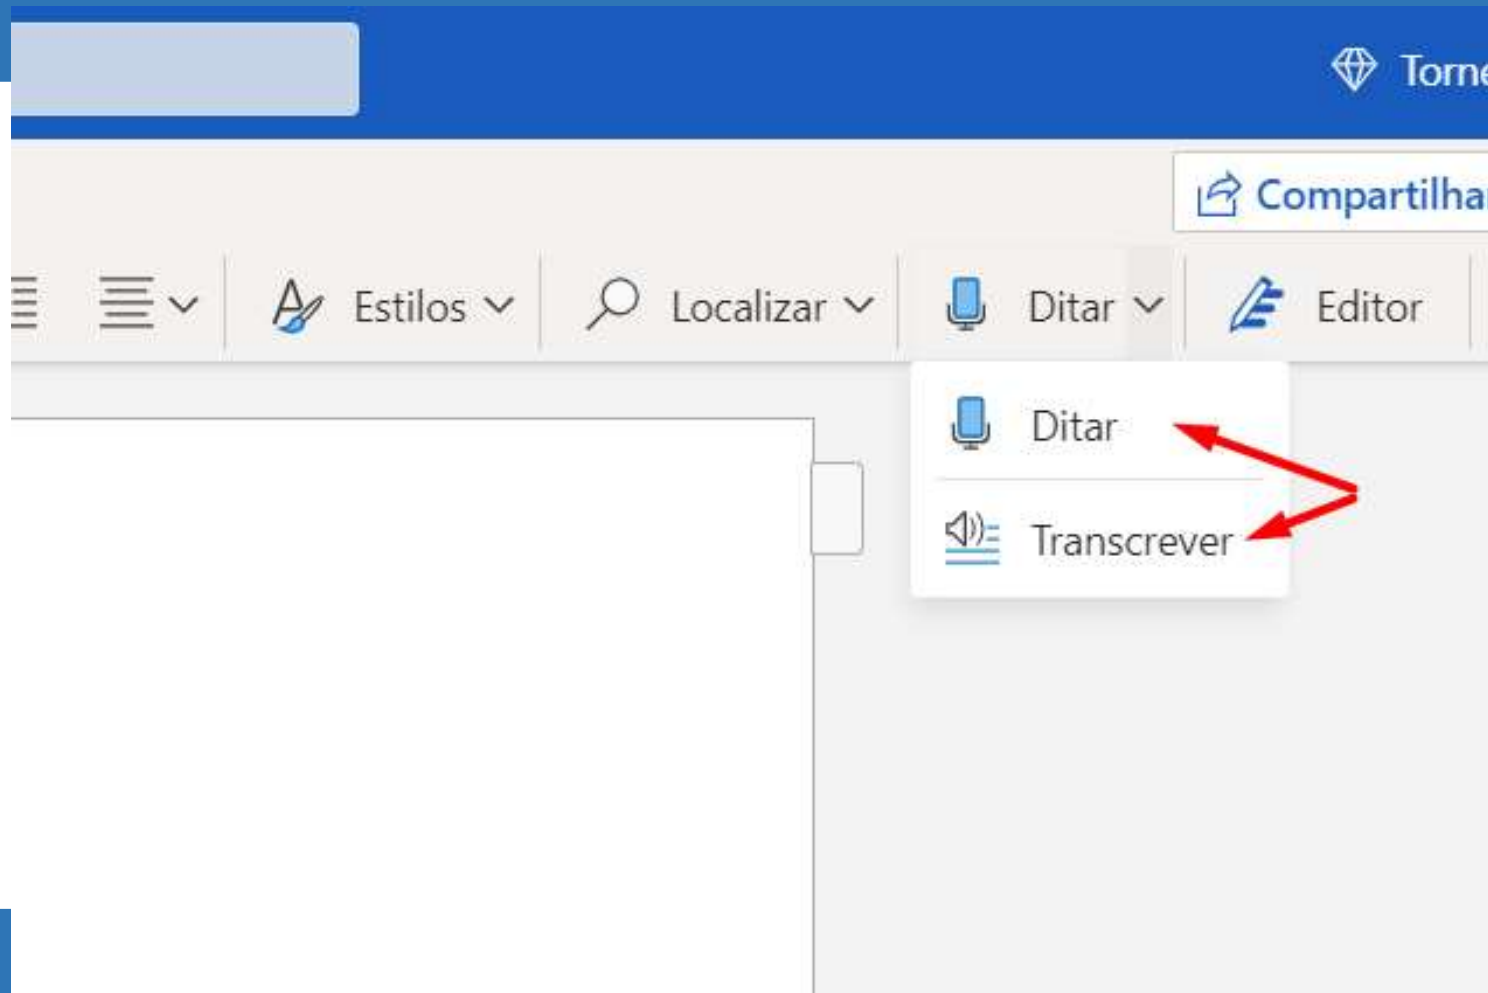 Torne
Compartilhar
Estilos
Localizar
Ditar
Editor
Ditar
Transcrever